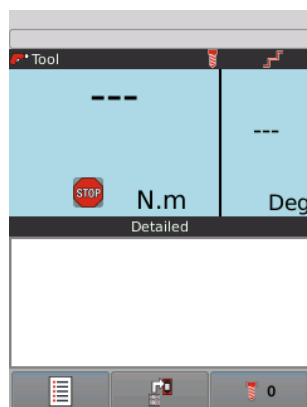 Tool
---
---
STOP
N.m
Deg
Detailed
0